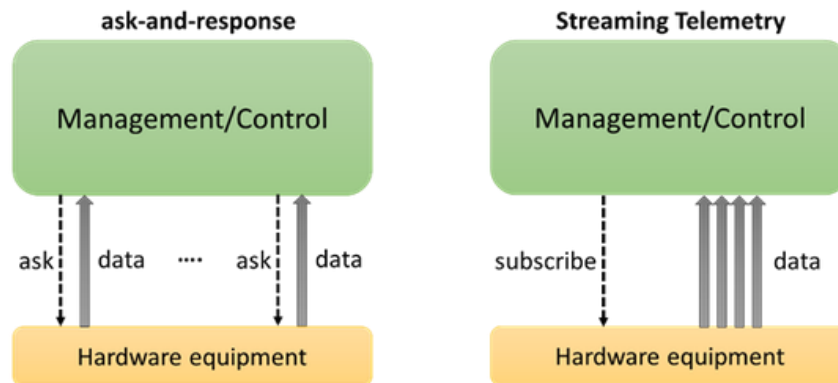 ask-and-response
Management/Control
ask data .... ask data
Hardware equipment
Streaming Telemetry
Management/Control
subscribe data
Hardware equipment